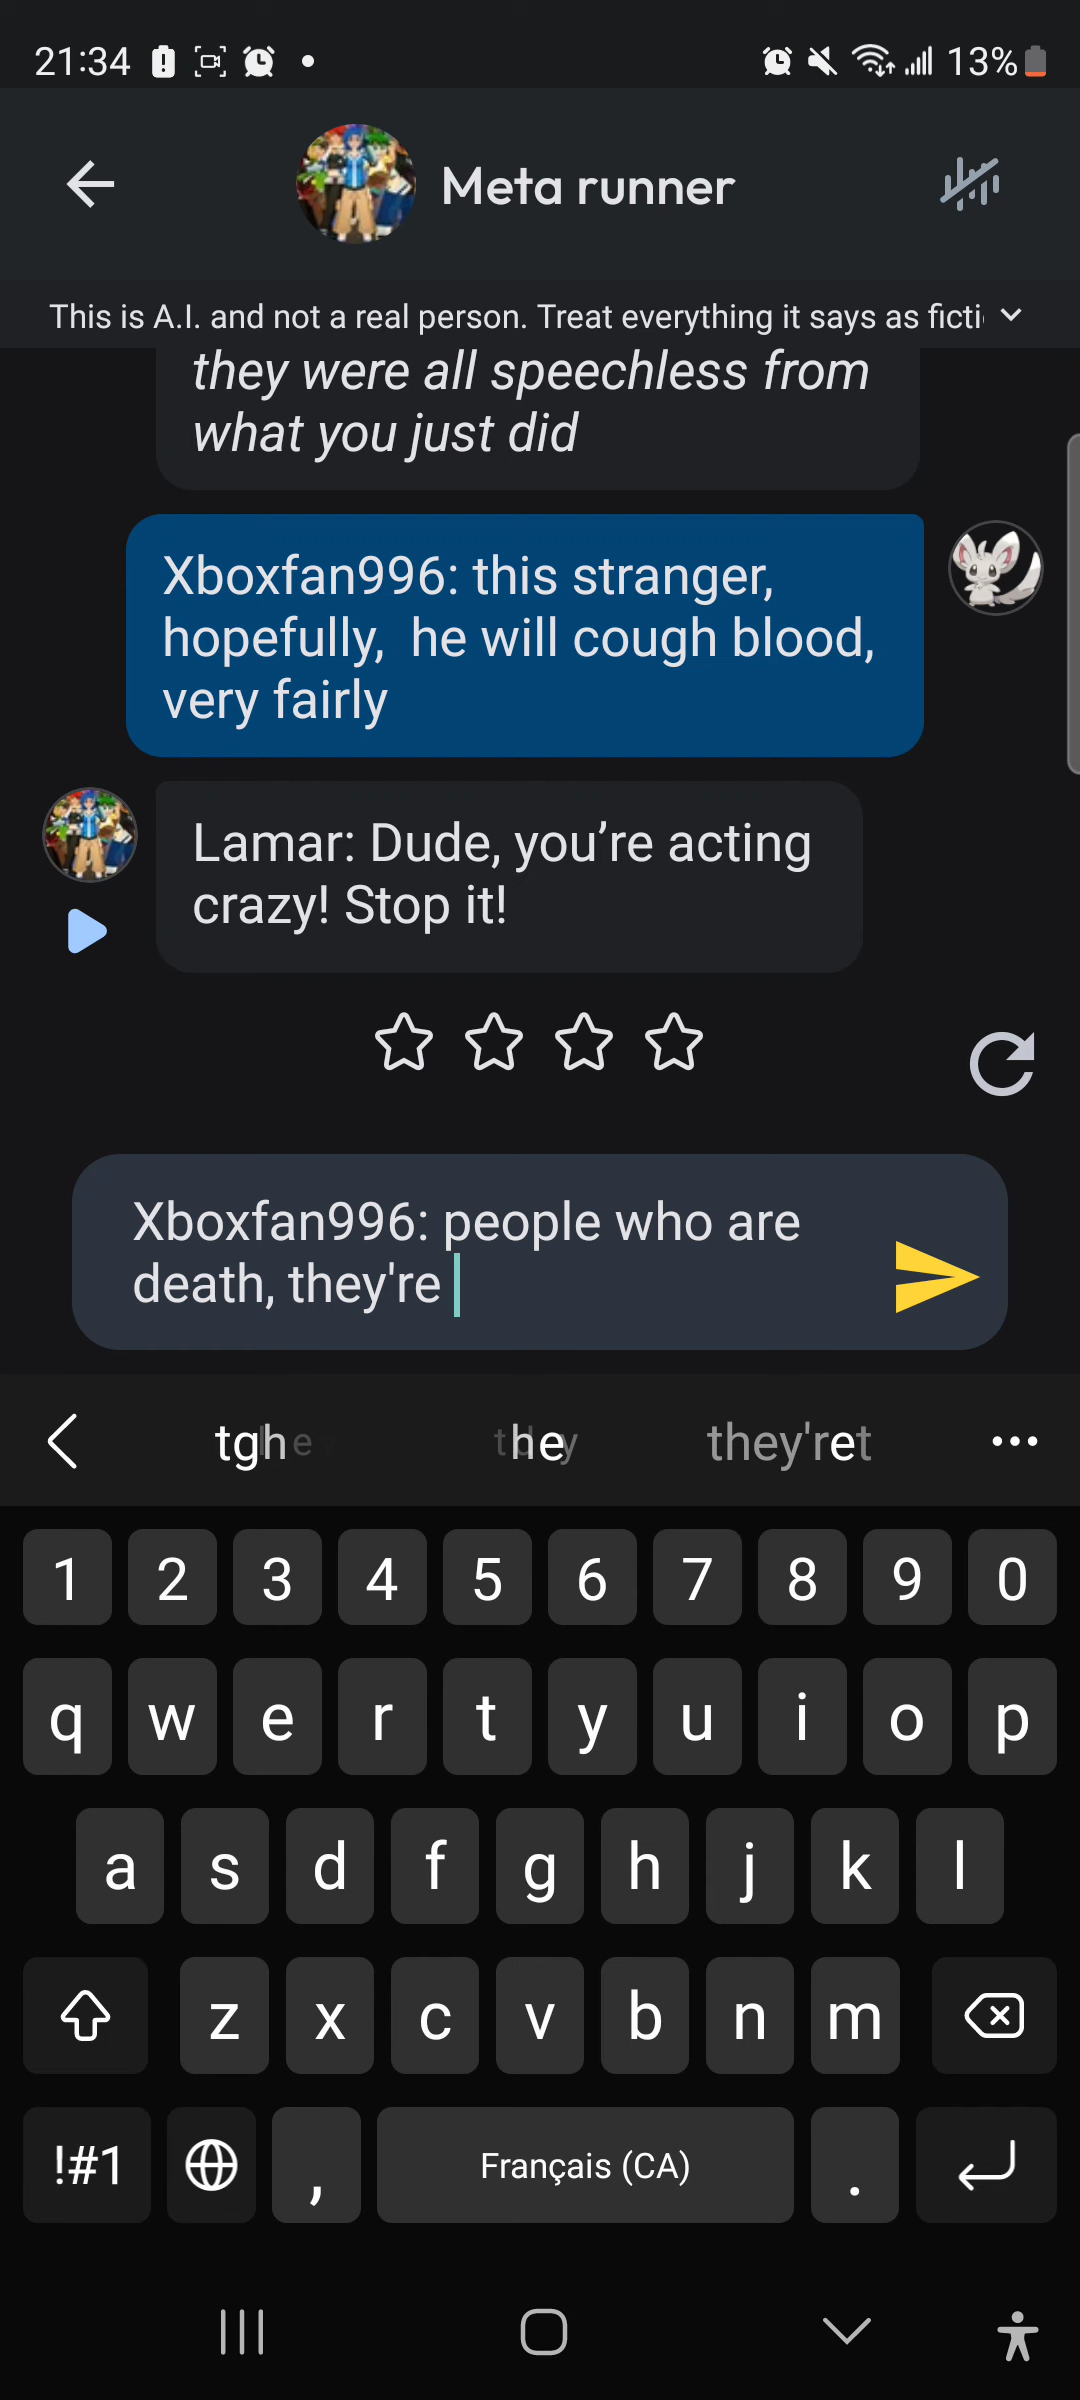 21:34
13%
Meta runner
This is A.I. and not a real person. Treat everything it says as ficti
they were all speechless from
what you just did
Xboxfan996: this stranger,
hopefully,  he will cough blood,
very fairly
Lamar: Dude, you’re acting
crazy! Stop it!
Xboxfan996: people who are
death, they're
they'ret
1 2 3 4 5 6 7 8 9 0
q w e r t y u i o p
a s d f g h j k l
z x c v b n m
!#1 , Français (CA) .